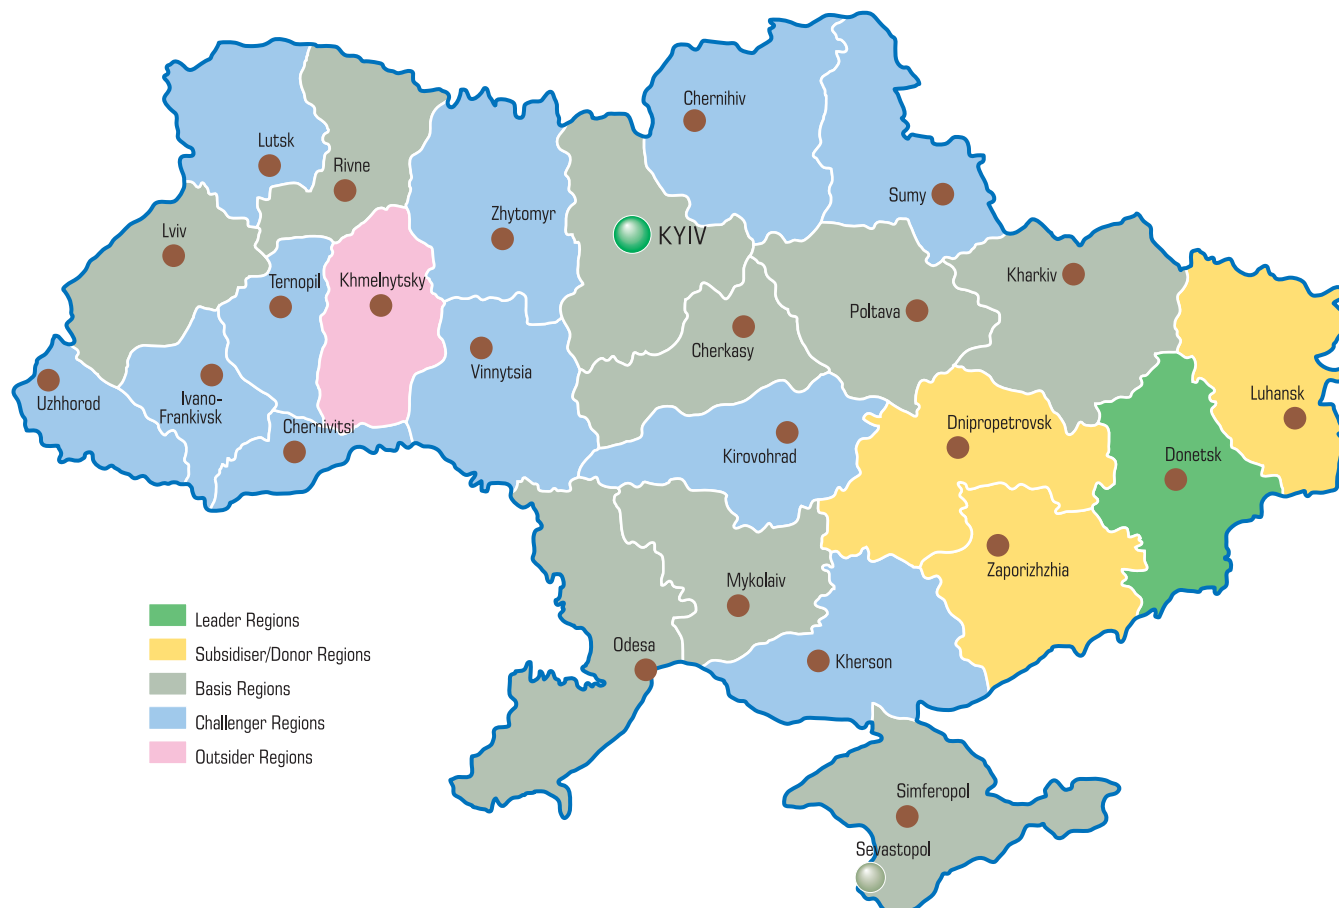 Chernihiv
Lutsk
Rivne
Sumy
Zhytomyr
Lviv
KYIV
Ternopil
Khmelnytsky
Kharkiv
Poltava
Cherkasy
Vinnytsia
Uzhhorod
Ivano-
Frankivsk
Luhansk
Chernivitsi
Dnipropetrovsk
Kirovohrad
Donetsk
Zaporizhzhia
Mykolaiv
Odesa
Kherson
Leader Regions
Subsidiser/Donor Regions
Basis Regions
Challenger Regions
Outsider Regions
Simferopol
Sevastopol